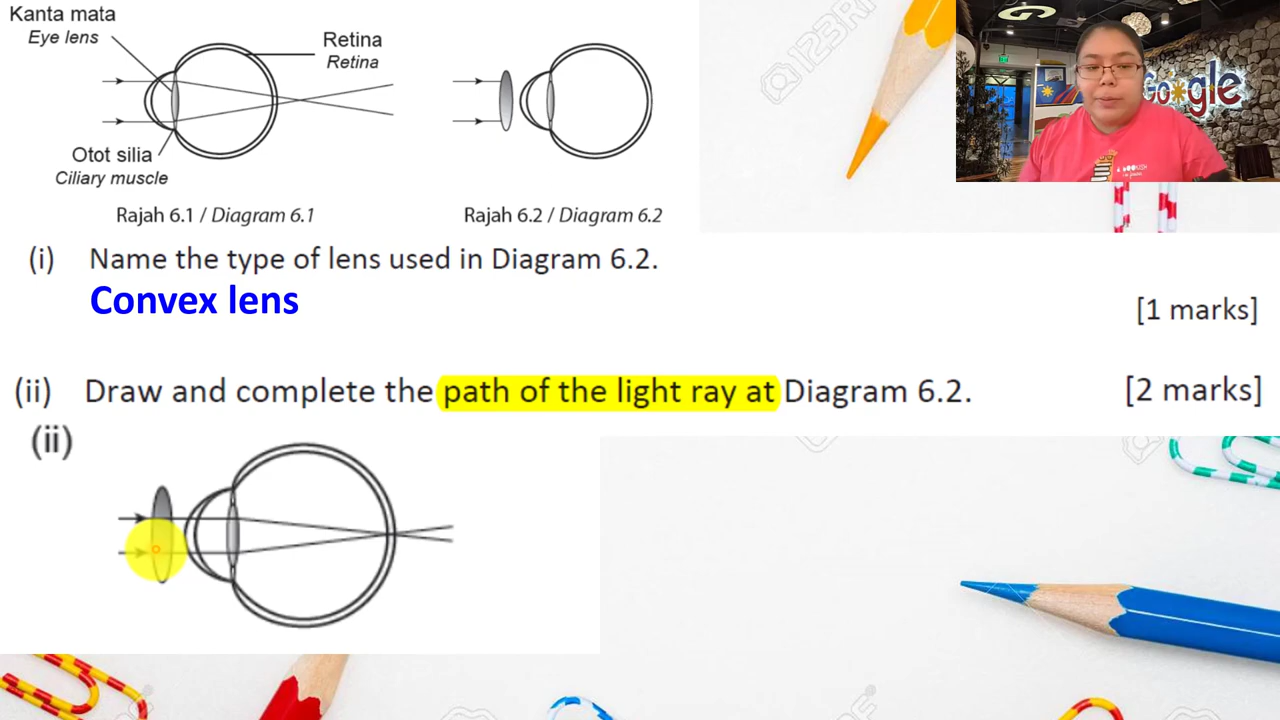 Kanta mata
Eye lens
Retina
Retina
Otot silia
Ciliary muscle
Rajah 6.1 / Diagram 6.1
Rajah 6.2 / Diagram 6.2
(i) Name the type of lens used in Diagram 6.2.
Convex lens
[1 marks]
(ii) Draw and complete the path of the light ray at Diagram 6.2. [2 marks]
(ii)
123RF
Google